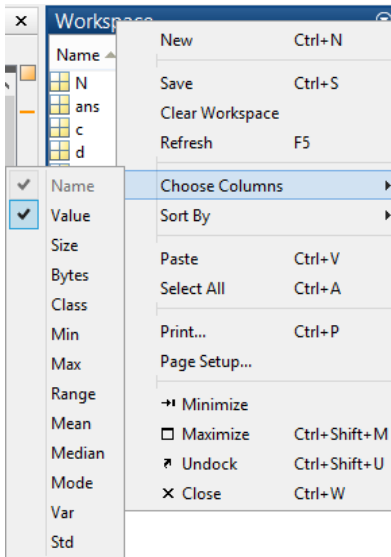 Workspace
Name
N
ans
c
d
New Ctrl+N
Save Ctrl+S
Clear Workspace
Refresh F5
Choose Columns
Sort By
Paste Ctrl+V
Select All Ctrl+A
Print... Ctrl+P
Page Setup...
Minimize
Maximize Ctrl+Shift+M
Undock Ctrl+Shift+U
Close Ctrl+W
Name
Value
Size
Bytes
Class
Min
Max
Range
Mean
Median
Mode
Var
Std